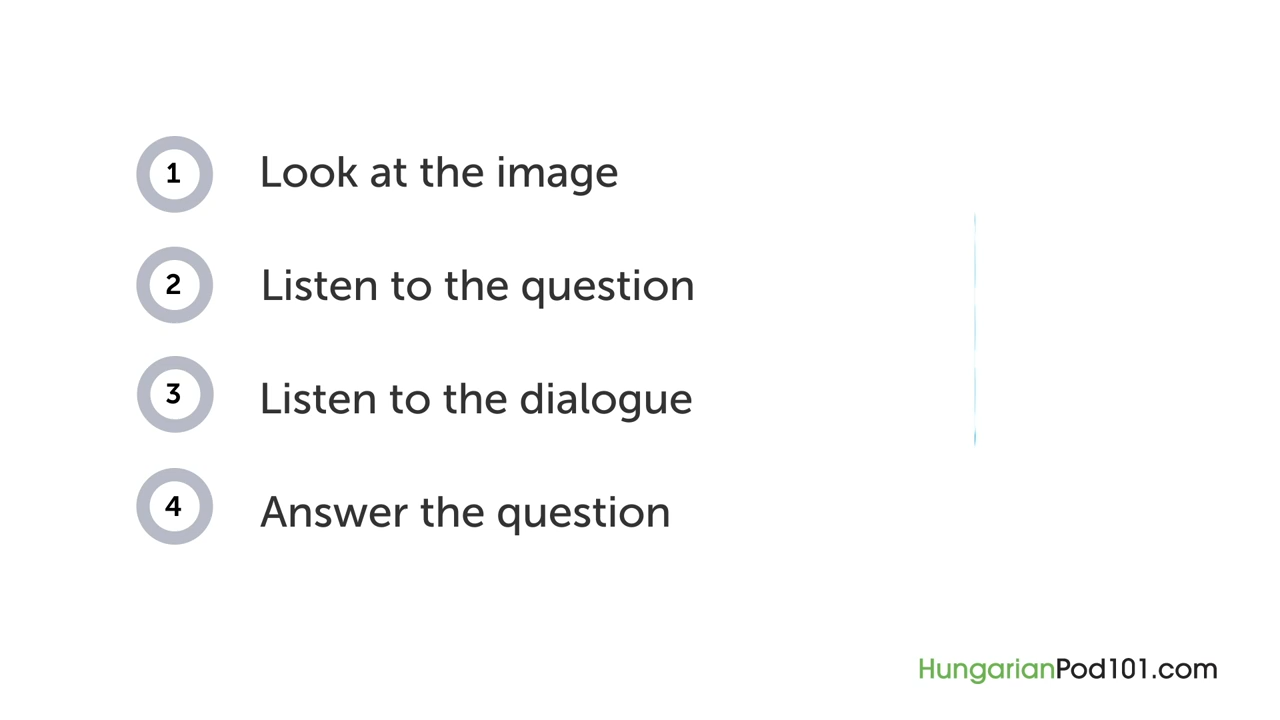 1 Look at the image
2 Listen to the question
3 Listen to the dialogue
4 Answer the question
HungarianPod101.com